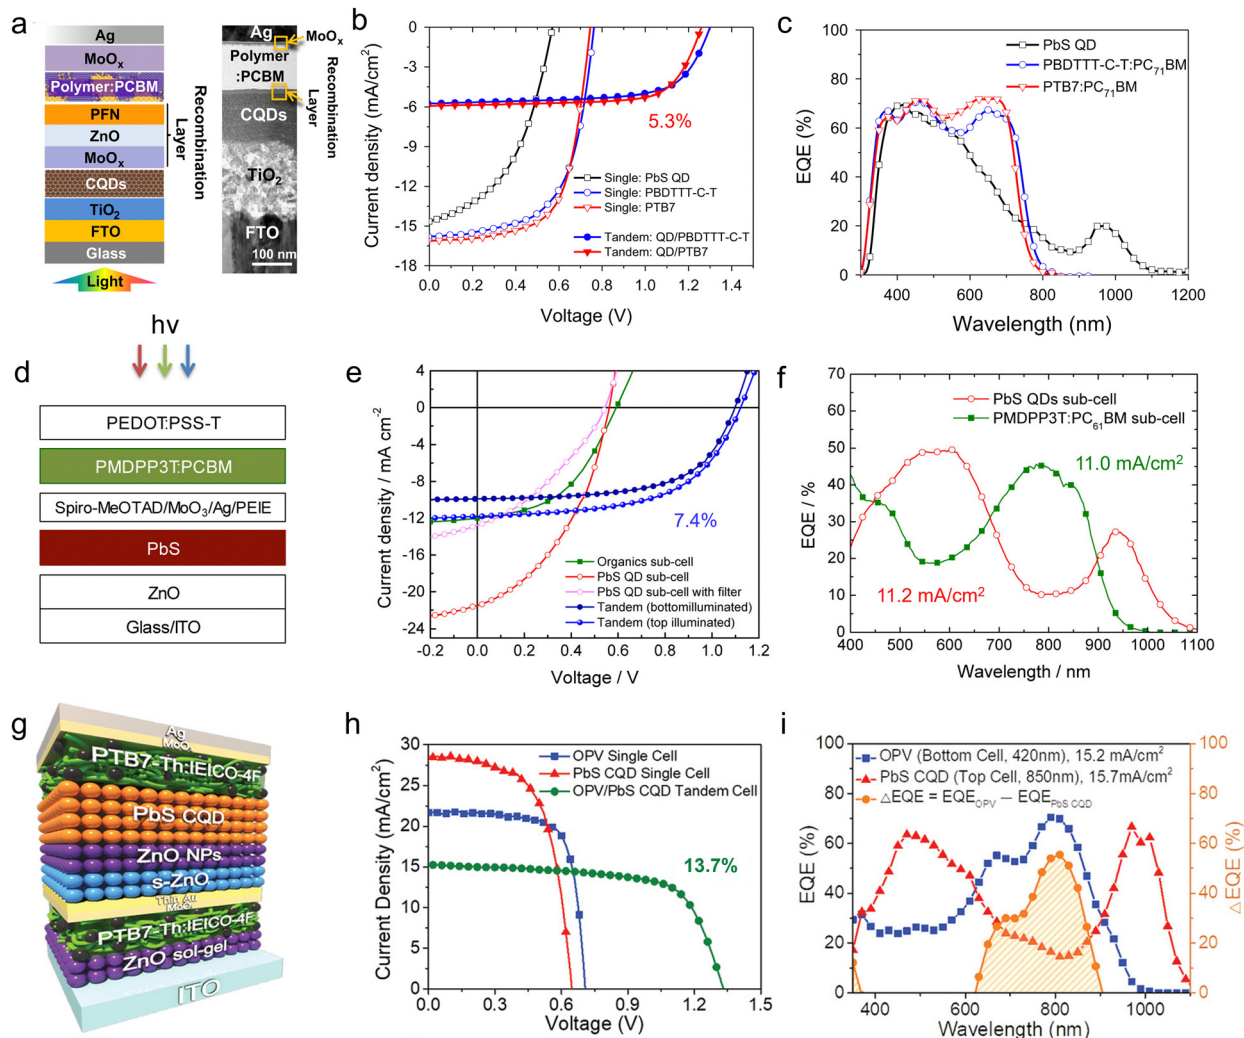 a
Ag
MoOx
Polymer:PCBM
PFN
ZnO
MoOx
CQDs
TiO2
FTO
Glass
Light
Recombination
Layer
Ag
MoOx
Polymer
:PCBM
CQDs
TiO2
FTO
100 nm
Recombination
Layer
b
Current density (mA/cm2)
0
-3
-6
-9
-12
-15
-18
5.3%
Single: PbS QD
Single: PBDTTT-C-T
Single: PTB7
Tandem: QD/PBDTTT-C-T
Tandem: QD/PTB7
0.0 0.2 0.4 0.6 0.8 1.0 1.2 1.4
Voltage (V)
c
EQE (%)
100
80
60
40
20
0
PbS QD
PBDTTT-C-T:PC71BM
PTB7:PC71BM
400 600 800 1000 1200
Wavelength (nm)
d
hν
PEDOT:PSS-T
PMDPP3T:PCBM
Spiro-MeOTAD/MoO3/Ag/PEIE
PbS
ZnO
Glass/ITO
e
Current density / mA cm-2
4
0
-4
-8
-12
-16
-20
-24
7.4%
Organics sub-cell
PbS QD sub-cell
PbS QD sub-cell with filter
Tandem (bottomilluminated)
Tandem (top illuminated)
-0.2 0.0 0.2 0.4 0.6 0.8 1.0 1.2
Voltage / V
f
EQE / %
70
60
50
40
30
20
10
0
PbS QDs sub-cell
PMDPP3T:PC61BM sub-cell
11.0 mA/cm2
11.2 mA/cm2
400 500 600 700 800 900 1000 1100
Wavelength / nm
g
Ag
MoOx
PTB7-Th:IEICO-4F
PbS CQD
ZnO NPs
s-ZnO
Thin Au
MoOx
PTB7-Th:IEICO-4F
ZnO sol-gel
ITO
h
Current Density (mA/cm2)
30
25
20
15
10
5
0
OPV Single Cell
PbS CQD Single Cell
OPV/PbS CQD Tandem Cell
13.7%
0.0 0.3 0.6 0.9 1.2 1.5
Voltage (V)
i
EQE (%)
100
80
60
40
20
0
OPV (Bottom Cell, 420nm), 15.2 mA/cm2
PbS CQD (Top Cell, 850nm), 15.7mA/cm2
△EQE = EQEOPV — EQEPbS CQD
100
80
60
40
20
0
△EQE (%)
400 600 800 1000
Wavelength (nm)